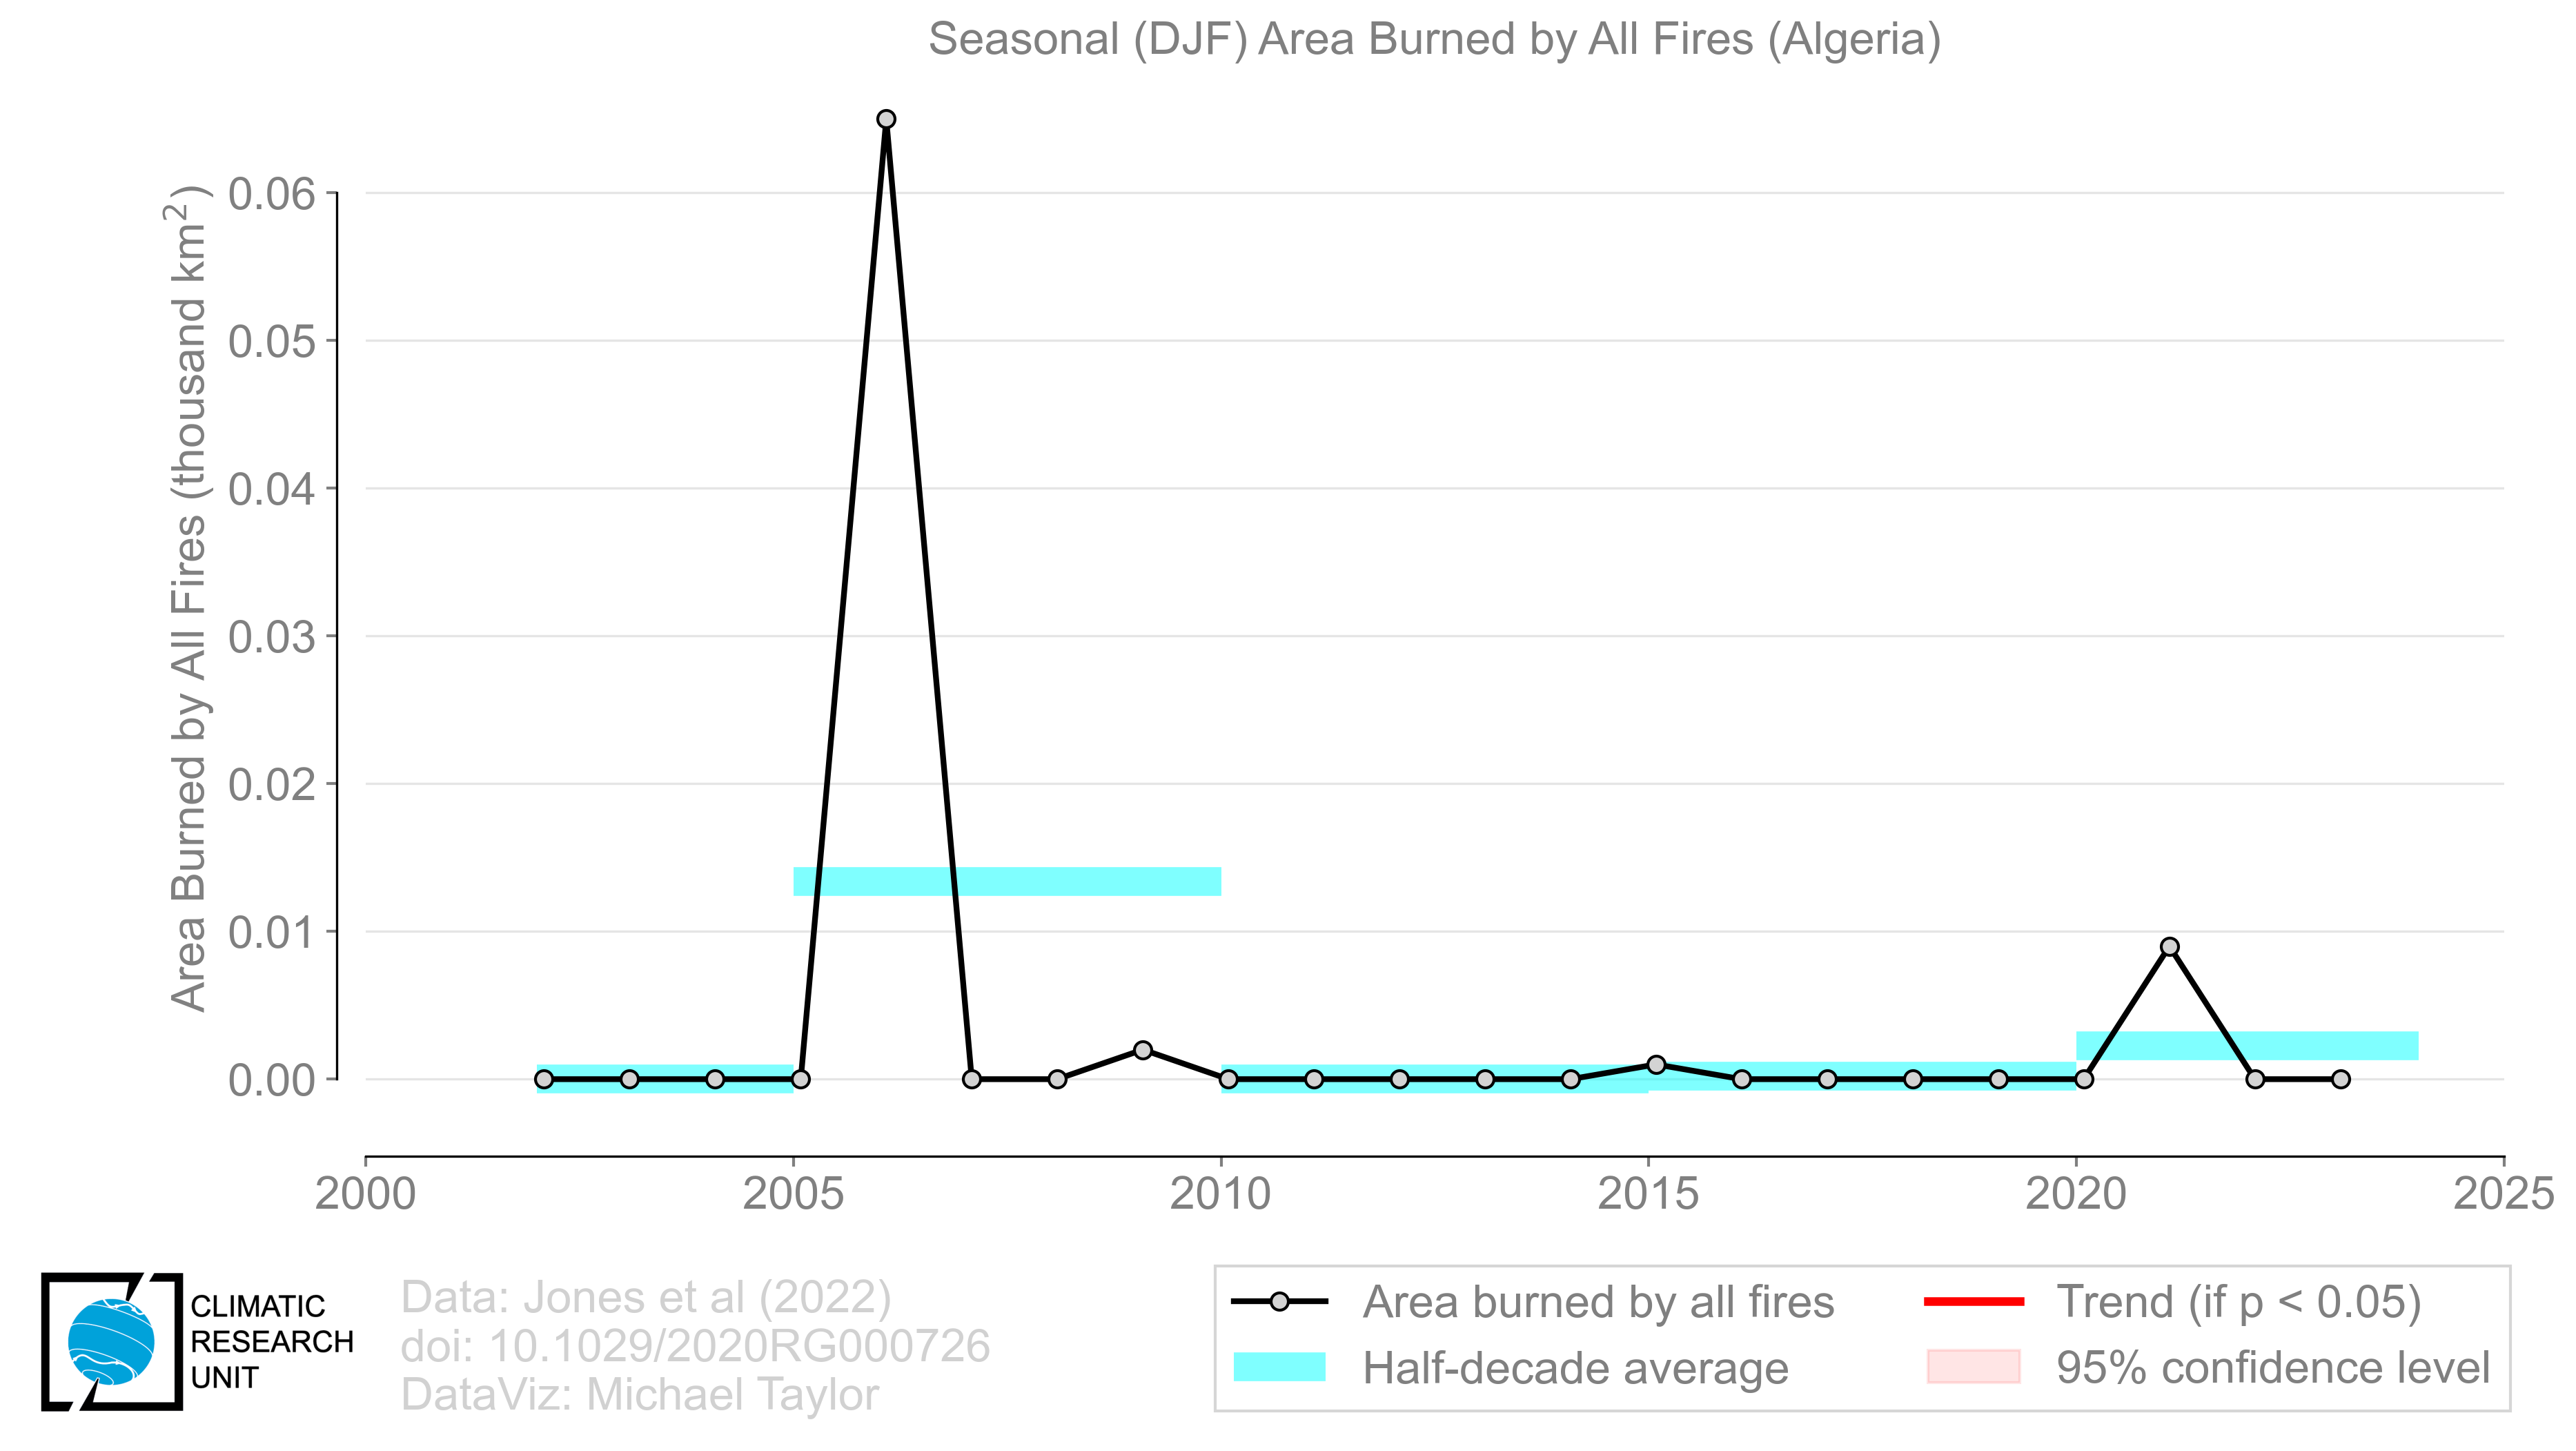 Seasonal (DJF) Area Burned by All Fires (Algeria)
Area Burned by All Fires (thousand km²)
0.06
0.05
0.04
0.03
0.02
0.01
0.00
2000 2005 2010 2015 2020 2025
CLIMATIC
RESEARCH
UNIT
Data: Jones et al (2022)
doi: 10.1029/2020RG000726
DataViz: Michael Taylor
Area burned by all fires
Half-decade average
Trend (if p < 0.05)
95% confidence level